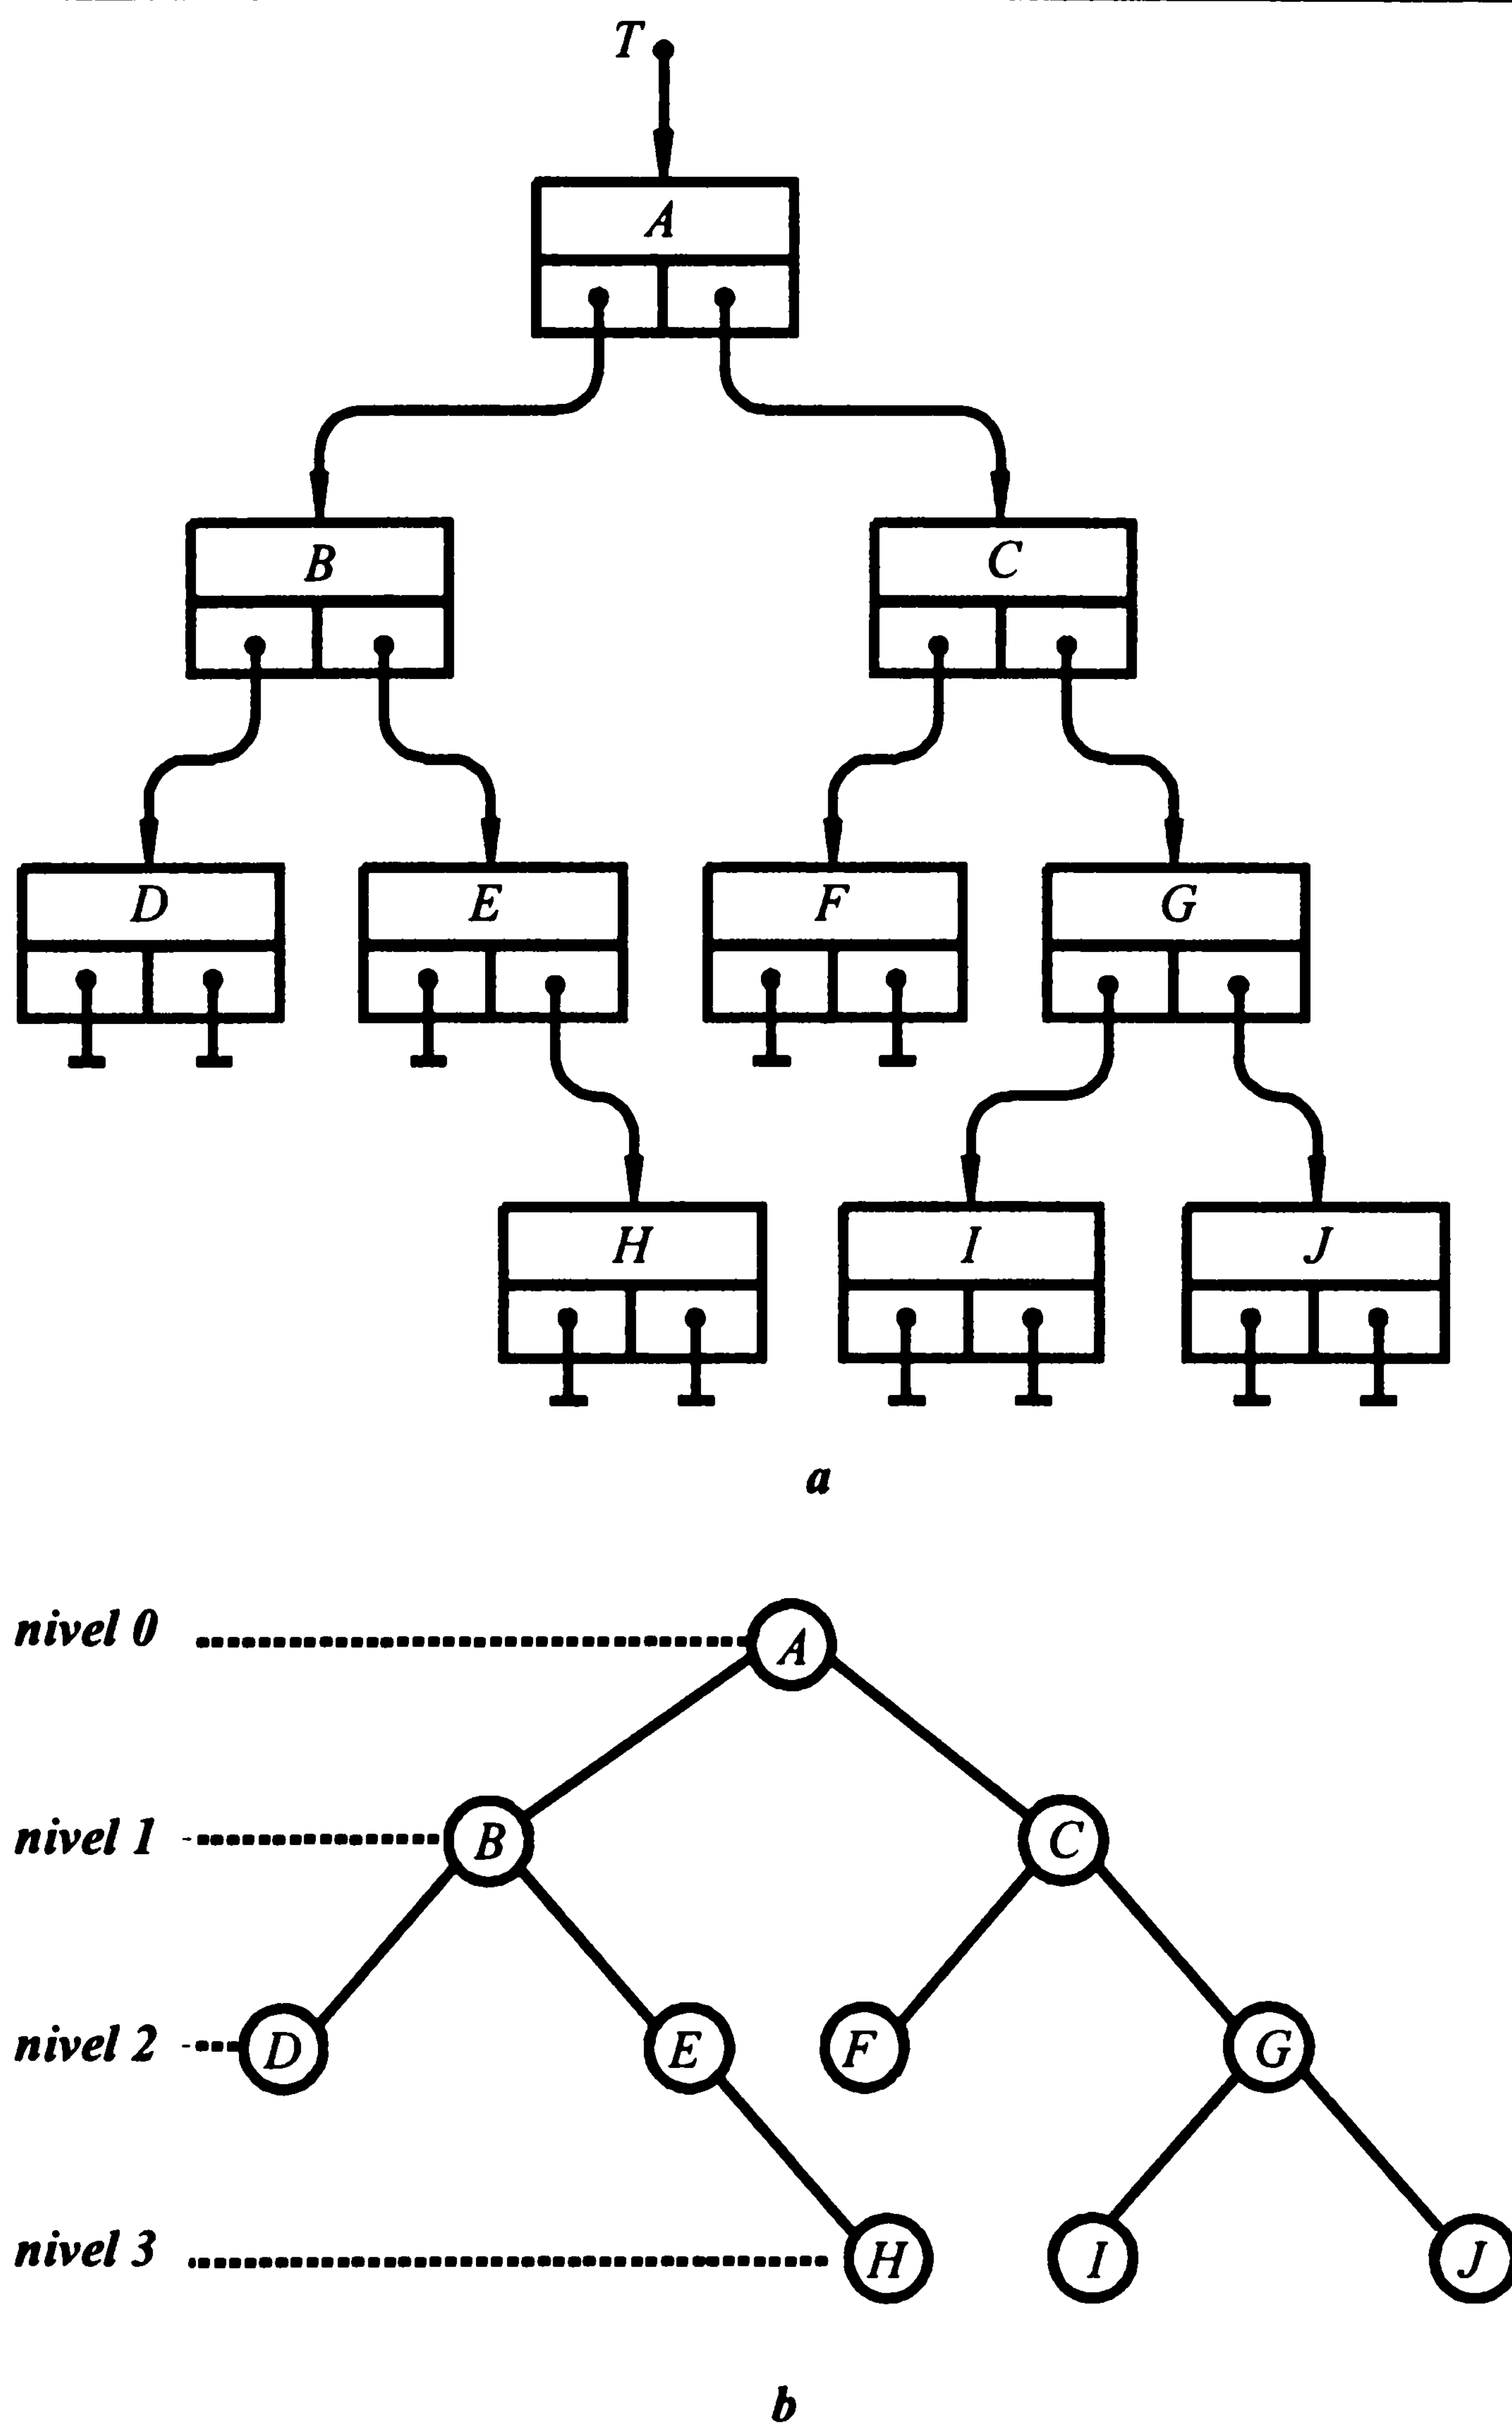 T
A
B C
D E F G
H I J
a
nivel 0 A
nivel 1 B C
nivel 2 D E F G
nivel 3 H I J
b